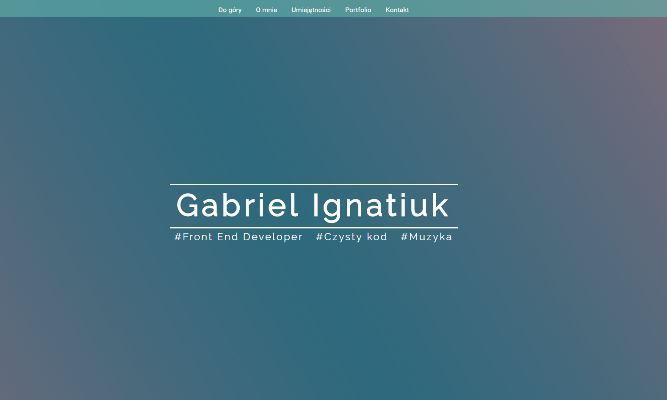 Do góry O mnie Umiejętności Portfolio Kontakt
Gabriel Ignatiuk
#Front End Developer #Czysty kod #Muzyka